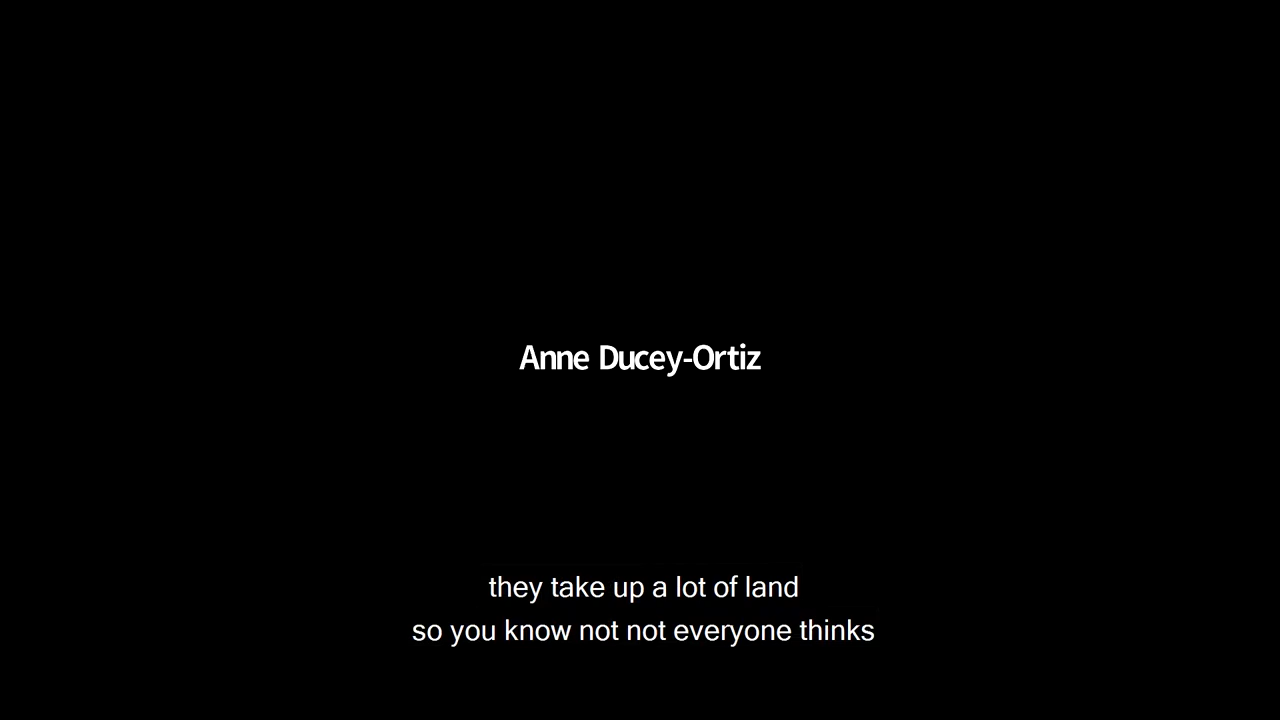 Anne Ducey-Ortiz
they take up a lot of land
so you know not not everyone thinks